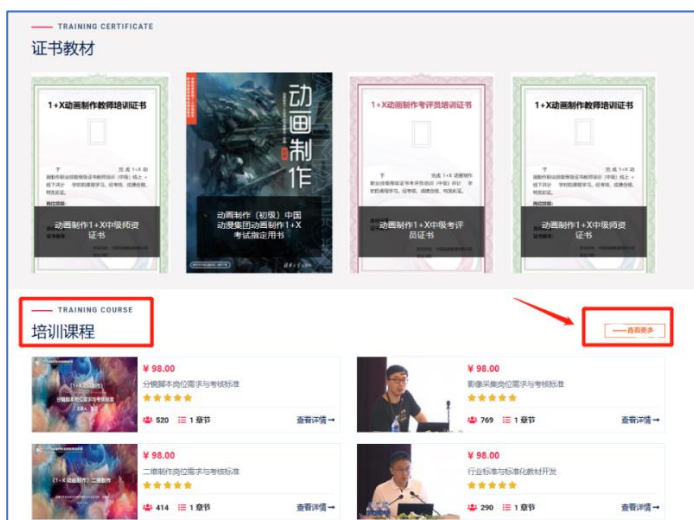 TRAINING CERTIFICATE
证书教材
1+X动画制作教师培训证书
动画制作1+X中级师资
证书
动画制作
动画制作（初级）中国
动漫集团动画制作1+X
考试指定用书
清华大学出版社
1+X动画制作考评员培训证书
动画制作1+X中级考评
员证书
1+X动画制作教师培训证书
动画制作1+X中级师资
证书
TRAINING COURSE
培训课程
查看更多
¥ 98.00
分镜脚本岗位需求与考核标准
520 1 章节 查看详情→
¥ 98.00
影像采集岗位需求与考核标准
769 1 章节 查看详情→
¥ 98.00
二维制作岗位需求与考核标准
414 1 章节 查看详情→
¥ 98.00
行业标准与标准化教材开发
290 1 章节 查看详情→